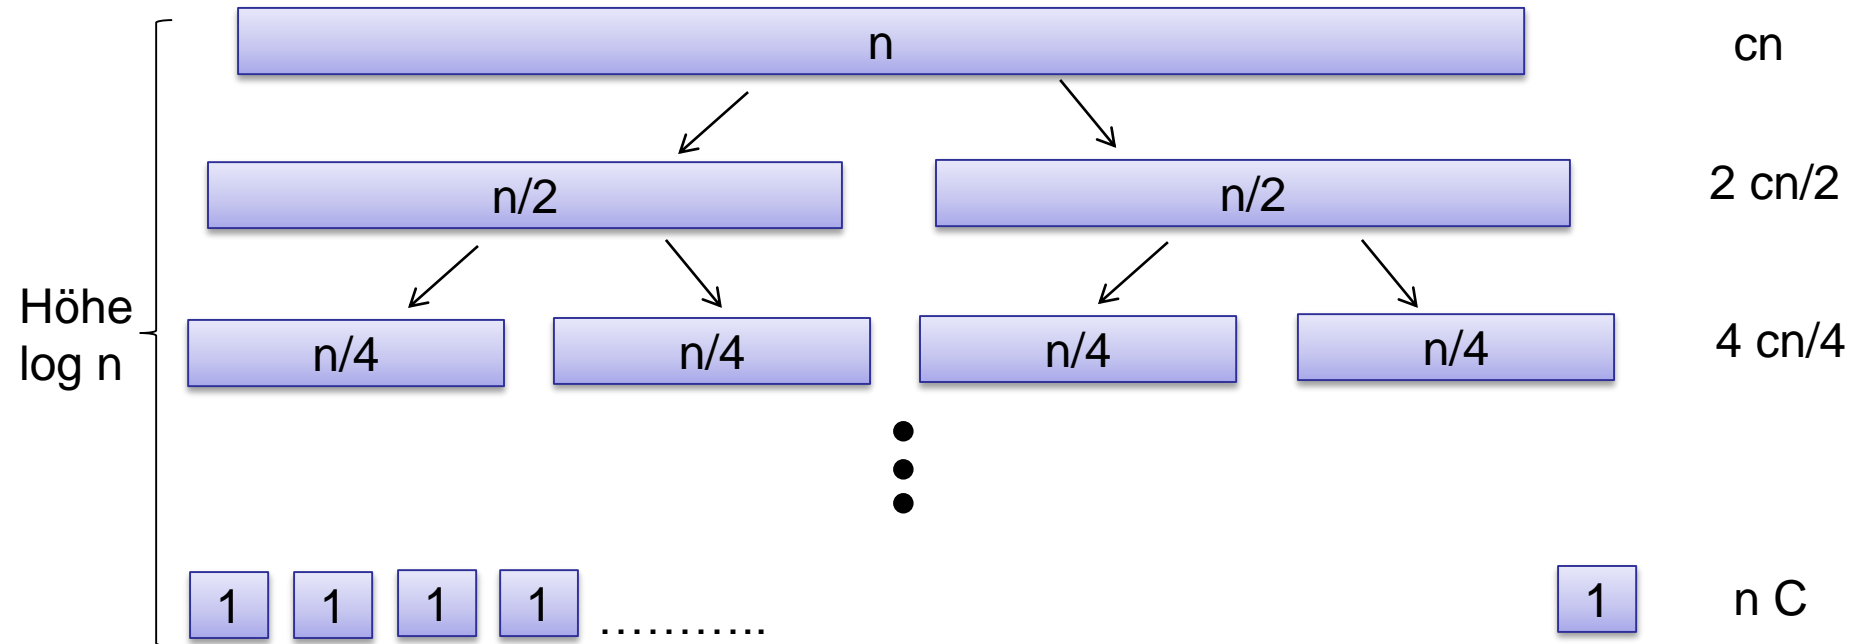 n
cn
n/2
n/2
2 cn/2
Höhe
log n
n/4
n/4
n/4
n/4
4 cn/4
1
1
1
1
...........
1
n C